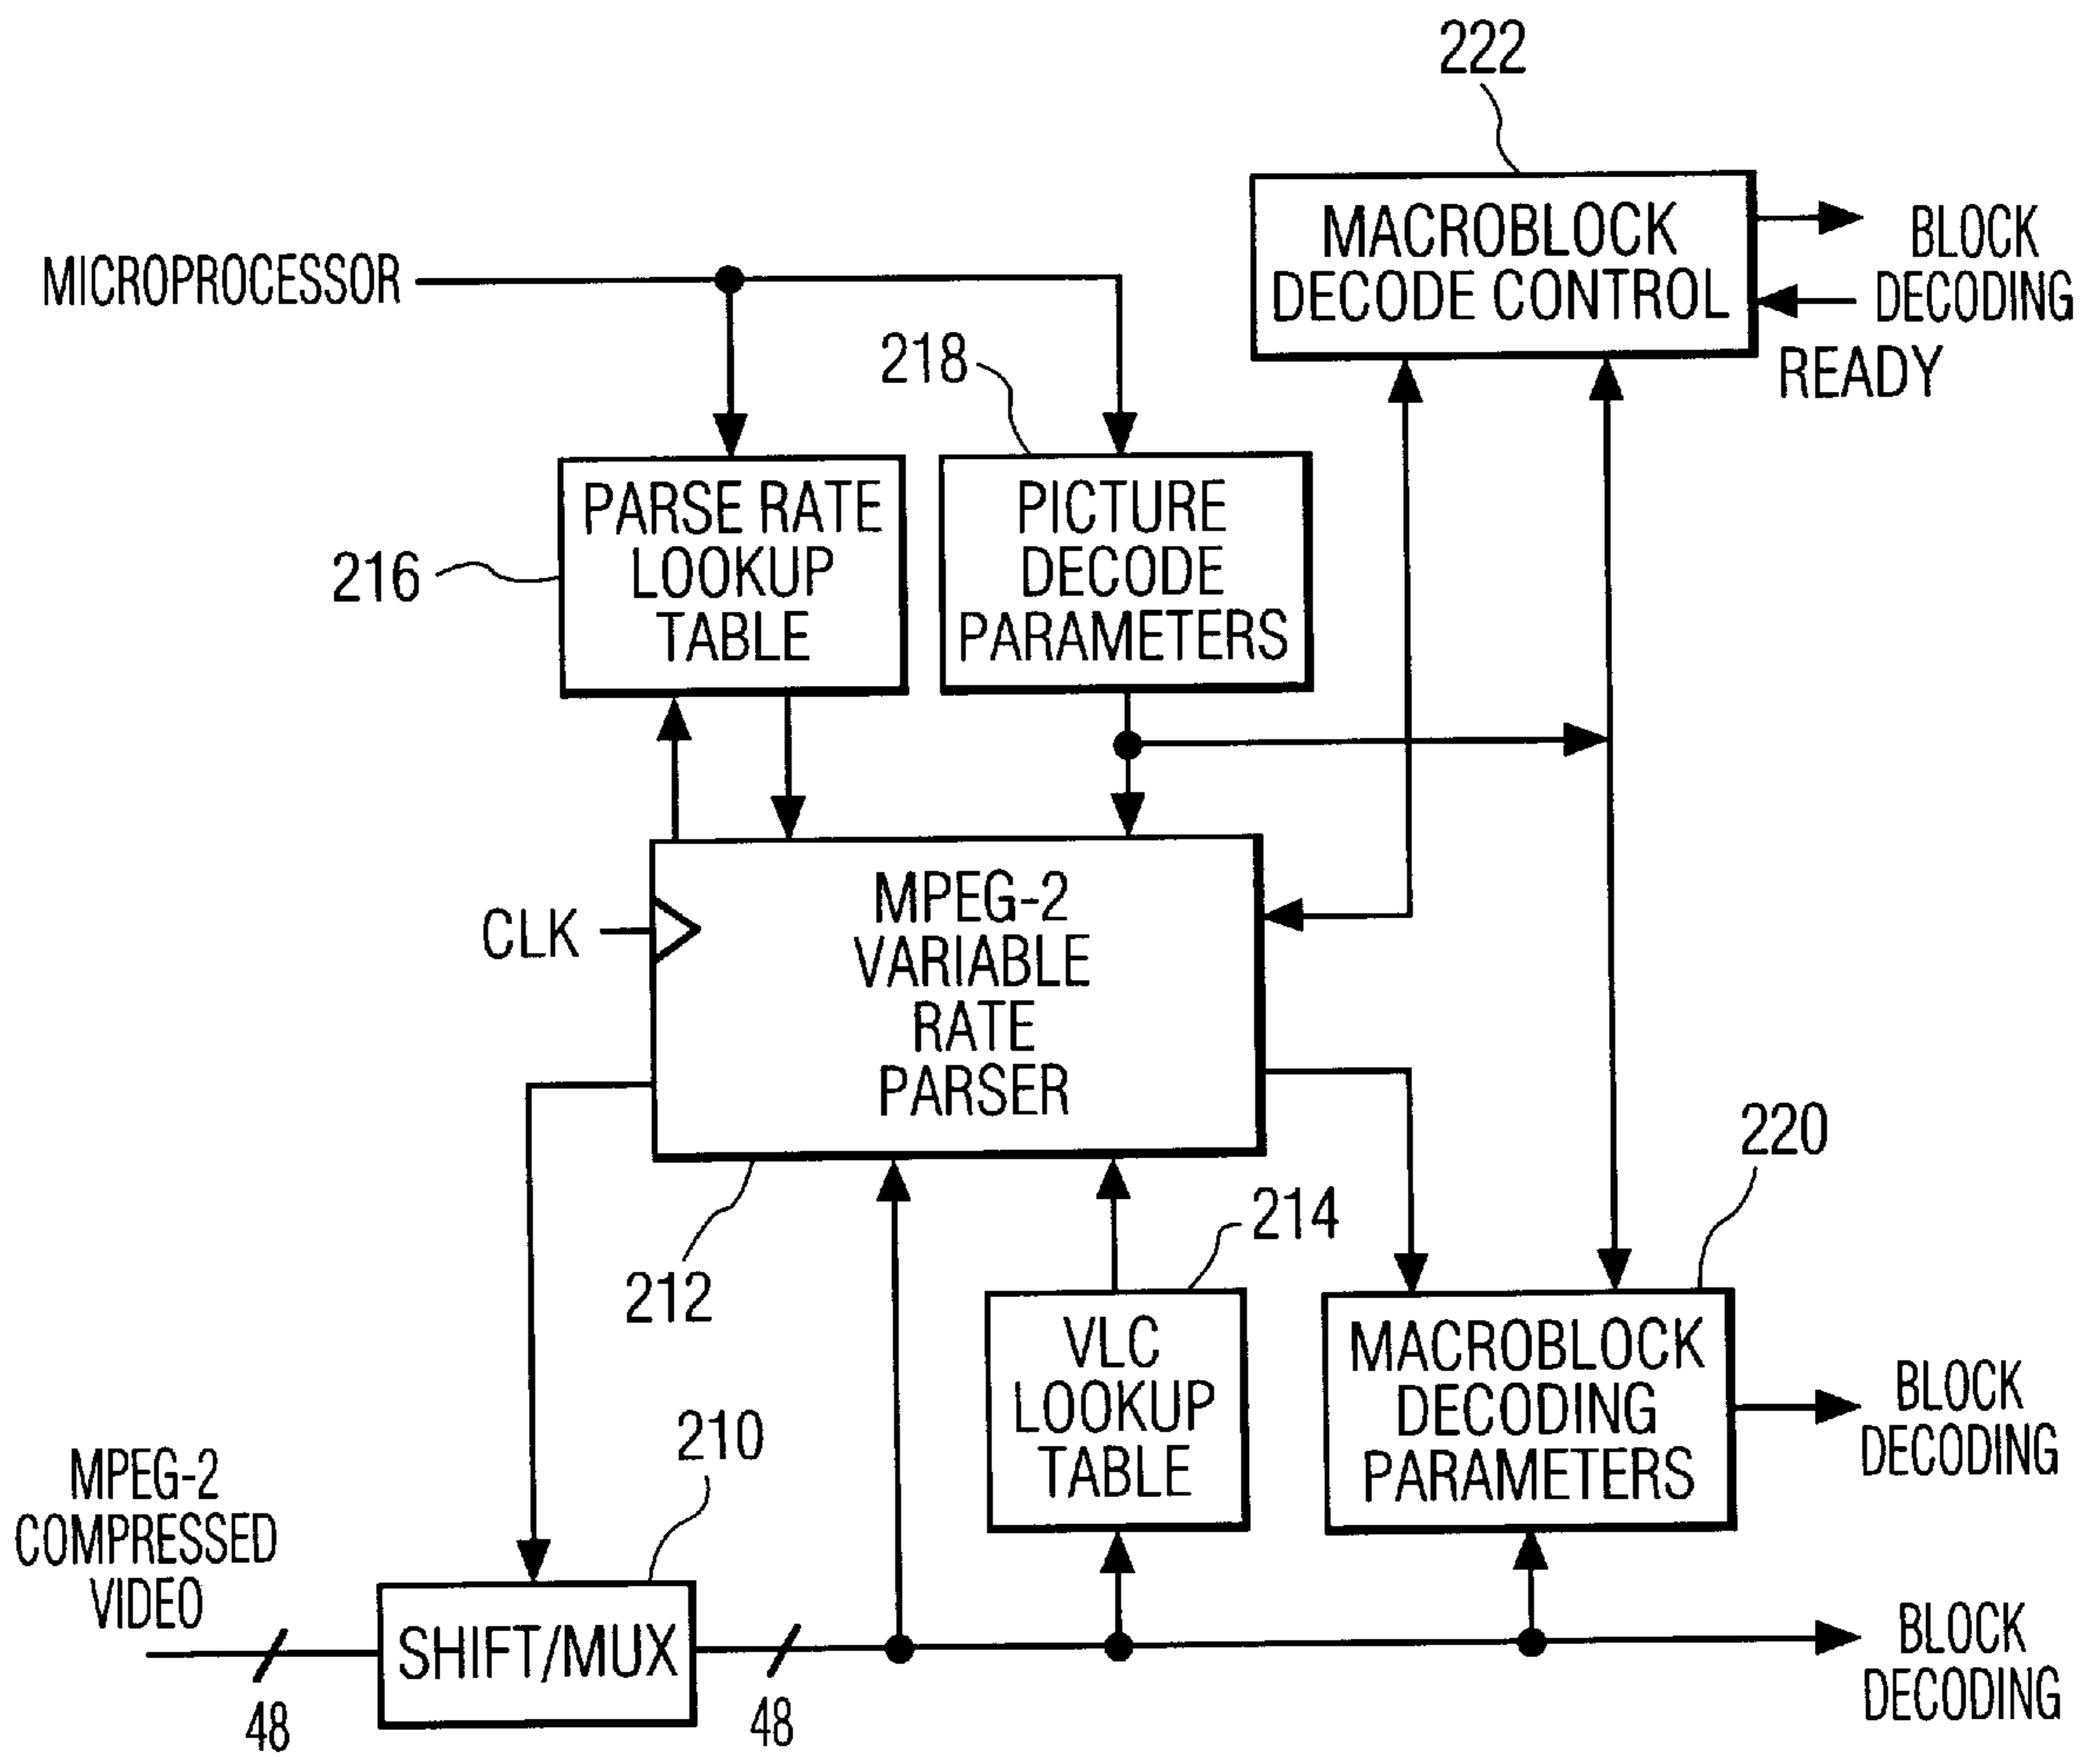 222
MACROBLOCK
DECODE CONTROL
BLOCK
DECODING
READY
MICROPROCESSOR
218
PARSE RATE
LOOKUP
TABLE
216
PICTURE
DECODE
PARAMETERS
CLK
MPEG-2
VARIABLE
RATE
PARSER
212
214
220
VLC
LOOKUP
TABLE
MACROBLOCK
DECODING
PARAMETERS
BLOCK
DECODING
MPEG-2
COMPRESSED
VIDEO
48
210
SHIFT/MUX
48
BLOCK
DECODING